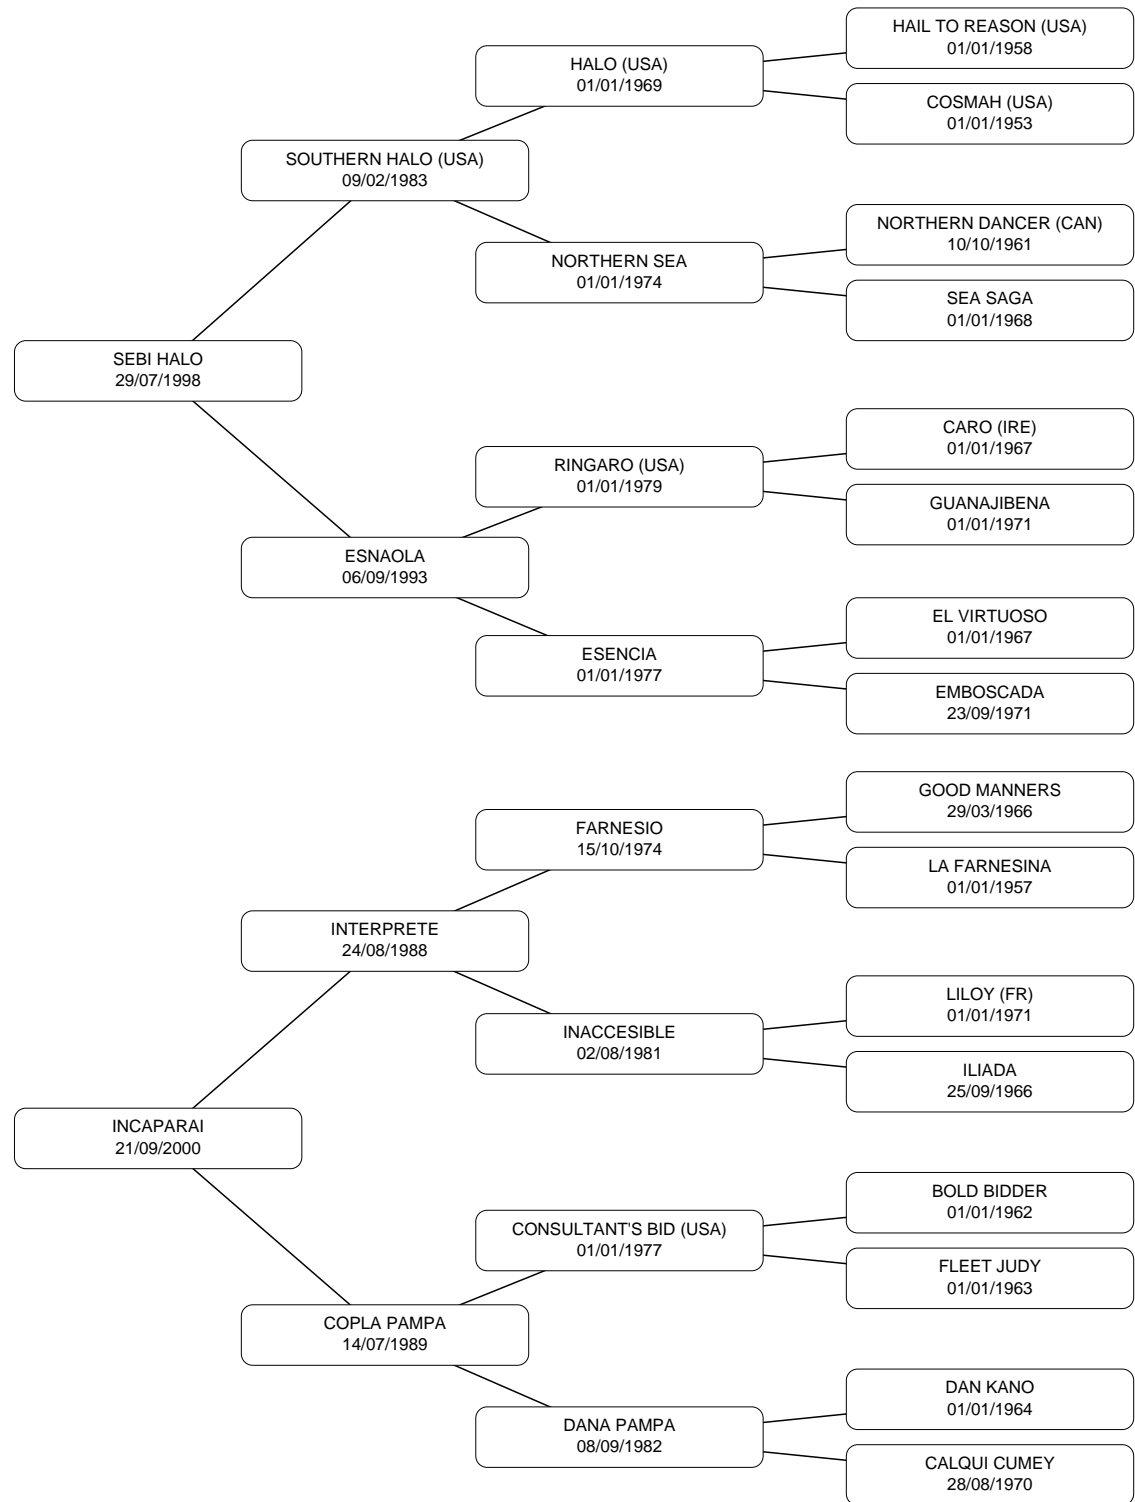 HAIL TO REASON (USA)
01/01/1958
HALO (USA)
01/01/1969
COSMAH (USA)
01/01/1953
SOUTHERN HALO (USA)
09/02/1983
NORTHERN DANCER (CAN)
10/10/1961
NORTHERN SEA
01/01/1974
SEA SAGA
01/01/1968
SEBI HALO
29/07/1998
CARO (IRE)
01/01/1967
RINGARO (USA)
01/01/1979
GUANAJIBENA
01/01/1971
ESNAOLA
06/09/1993
EL VIRTUOSO
01/01/1967
ESENCIA
01/01/1977
EMBOSCADA
23/09/1971
GOOD MANNERS
29/03/1966
FARNESIO
15/10/1974
LA FARNESINA
01/01/1957
INTERPRETE
24/08/1988
LILOY (FR)
01/01/1971
INACCESIBLE
02/08/1981
ILIADA
25/09/1966
INCAPARAI
21/09/2000
BOLD BIDDER
01/01/1962
CONSULTANT'S BID (USA)
01/01/1977
FLEET JUDY
01/01/1963
COPLA PAMPA
14/07/1989
DAN KANO
01/01/1964
DANA PAMPA
08/09/1982
CALQUI CUMEY
28/08/1970